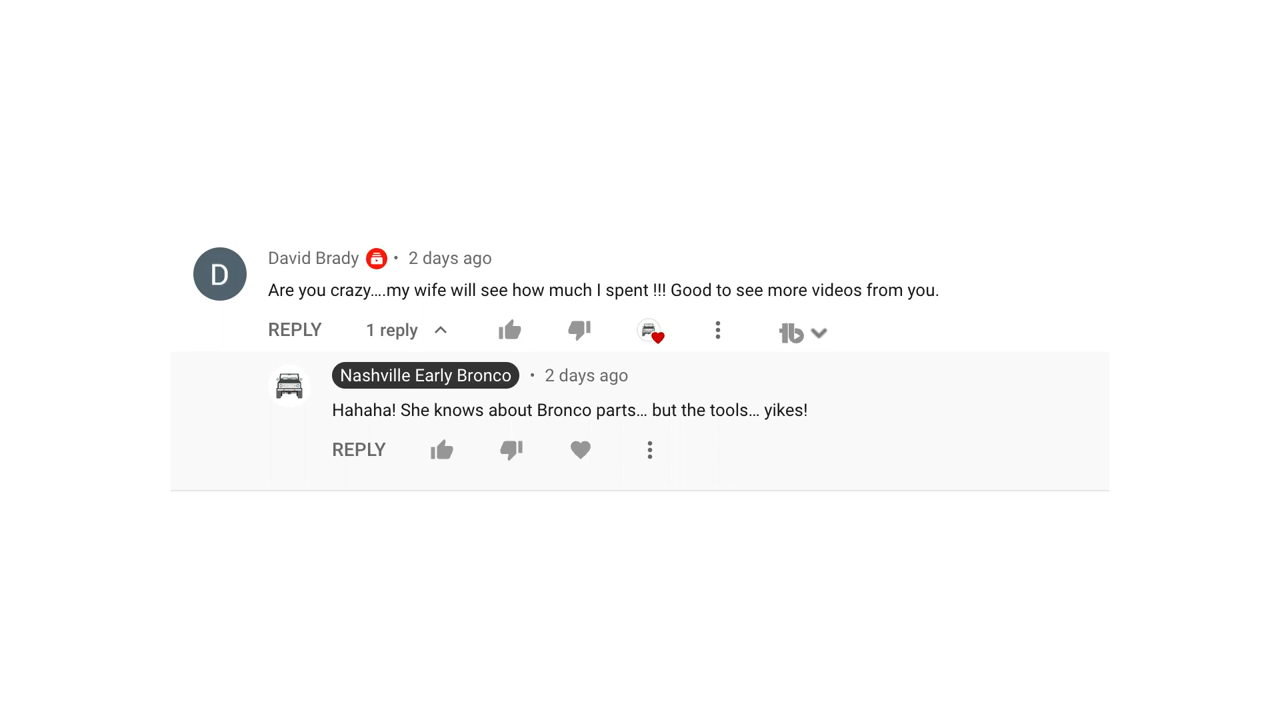 D
David Brady • 2 days ago
Are you crazy....my wife will see how much I spent !!! Good to see more videos from you.
REPLY 1 reply
Nashville Early Bronco • 2 days ago
Hahaha! She knows about Bronco parts... but the tools... yikes!
REPLY